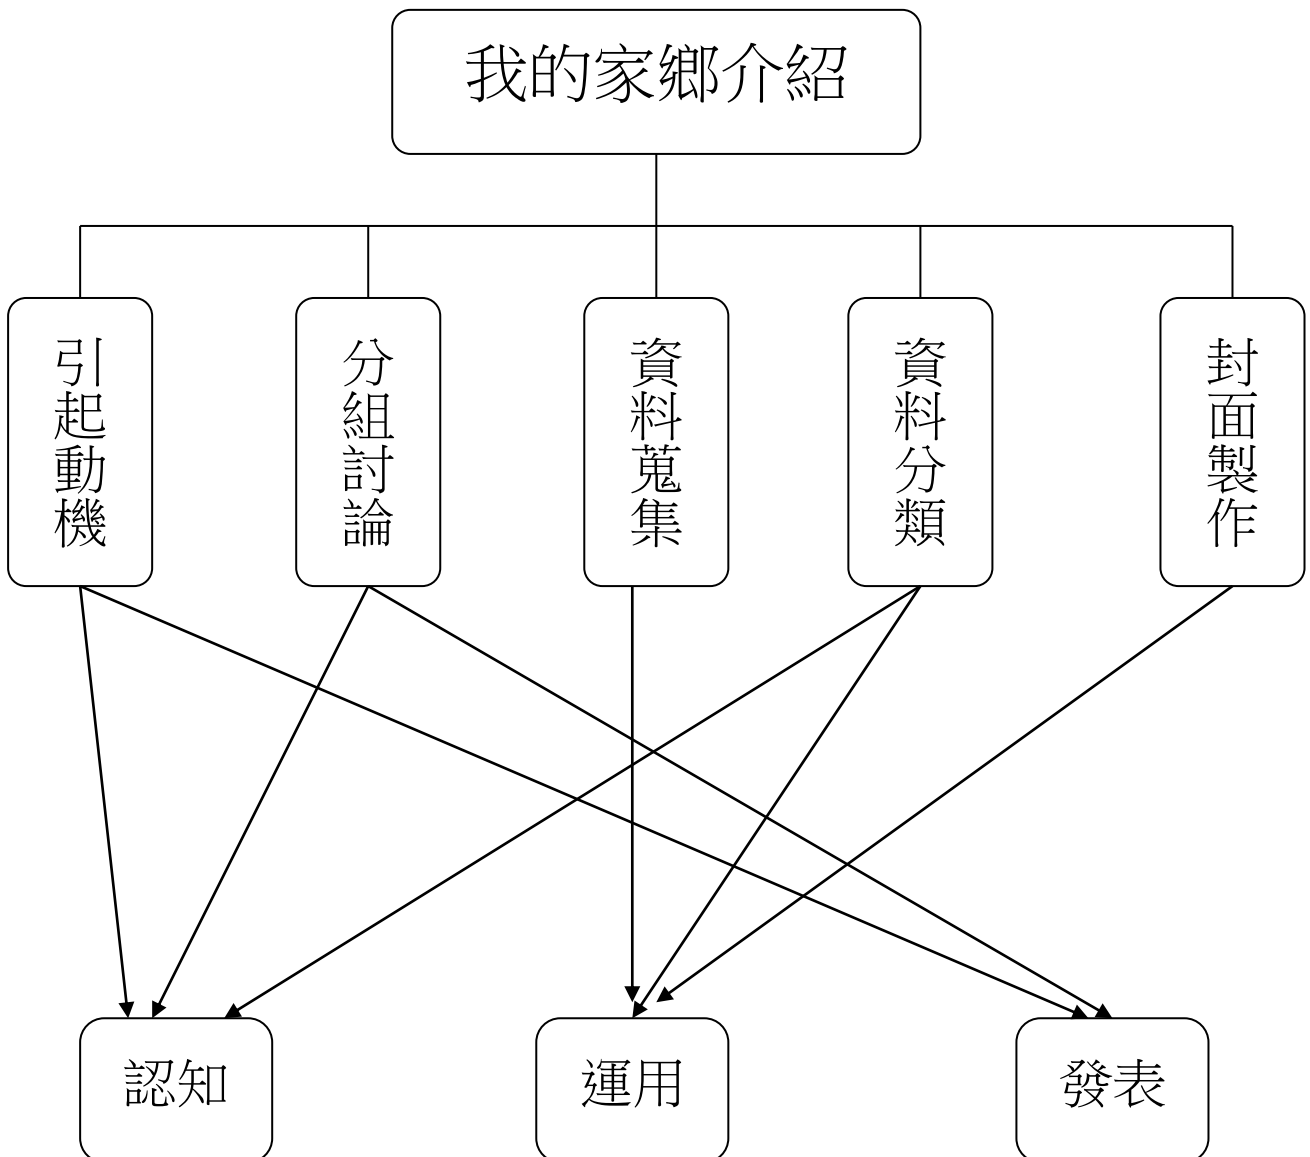 我的家鄉介紹
引起動機
分組討論
資料蒐集
資料分類
封面製作
認知
運用
發表